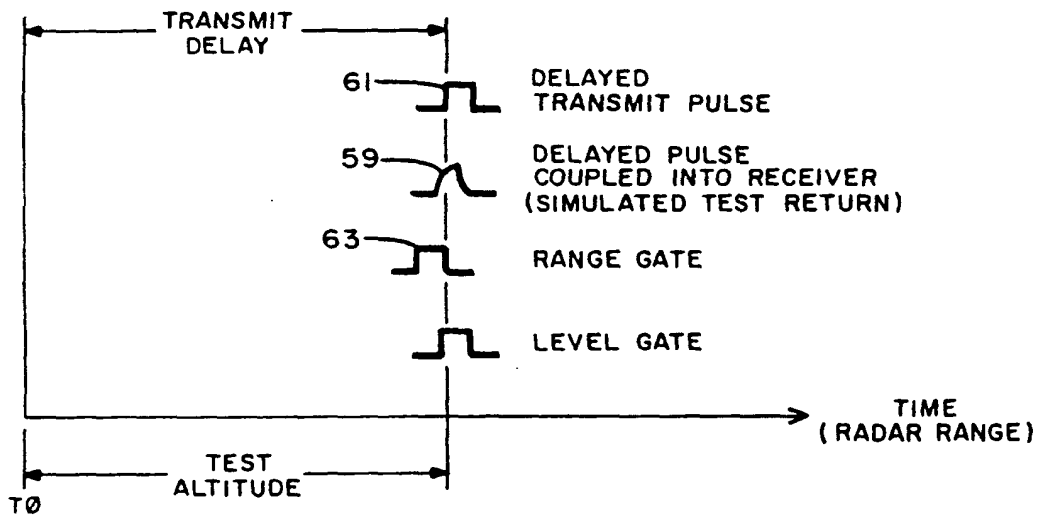 TRANSMIT
DELAY
61
DELAYED
TRANSMIT PULSE
59
DELAYED PULSE
COUPLED INTO RECEIVER
(SIMULATED TEST RETURN)
63
RANGE GATE
LEVEL GATE
TIME
(RADAR RANGE)
TEST
ALTITUDE
TØ